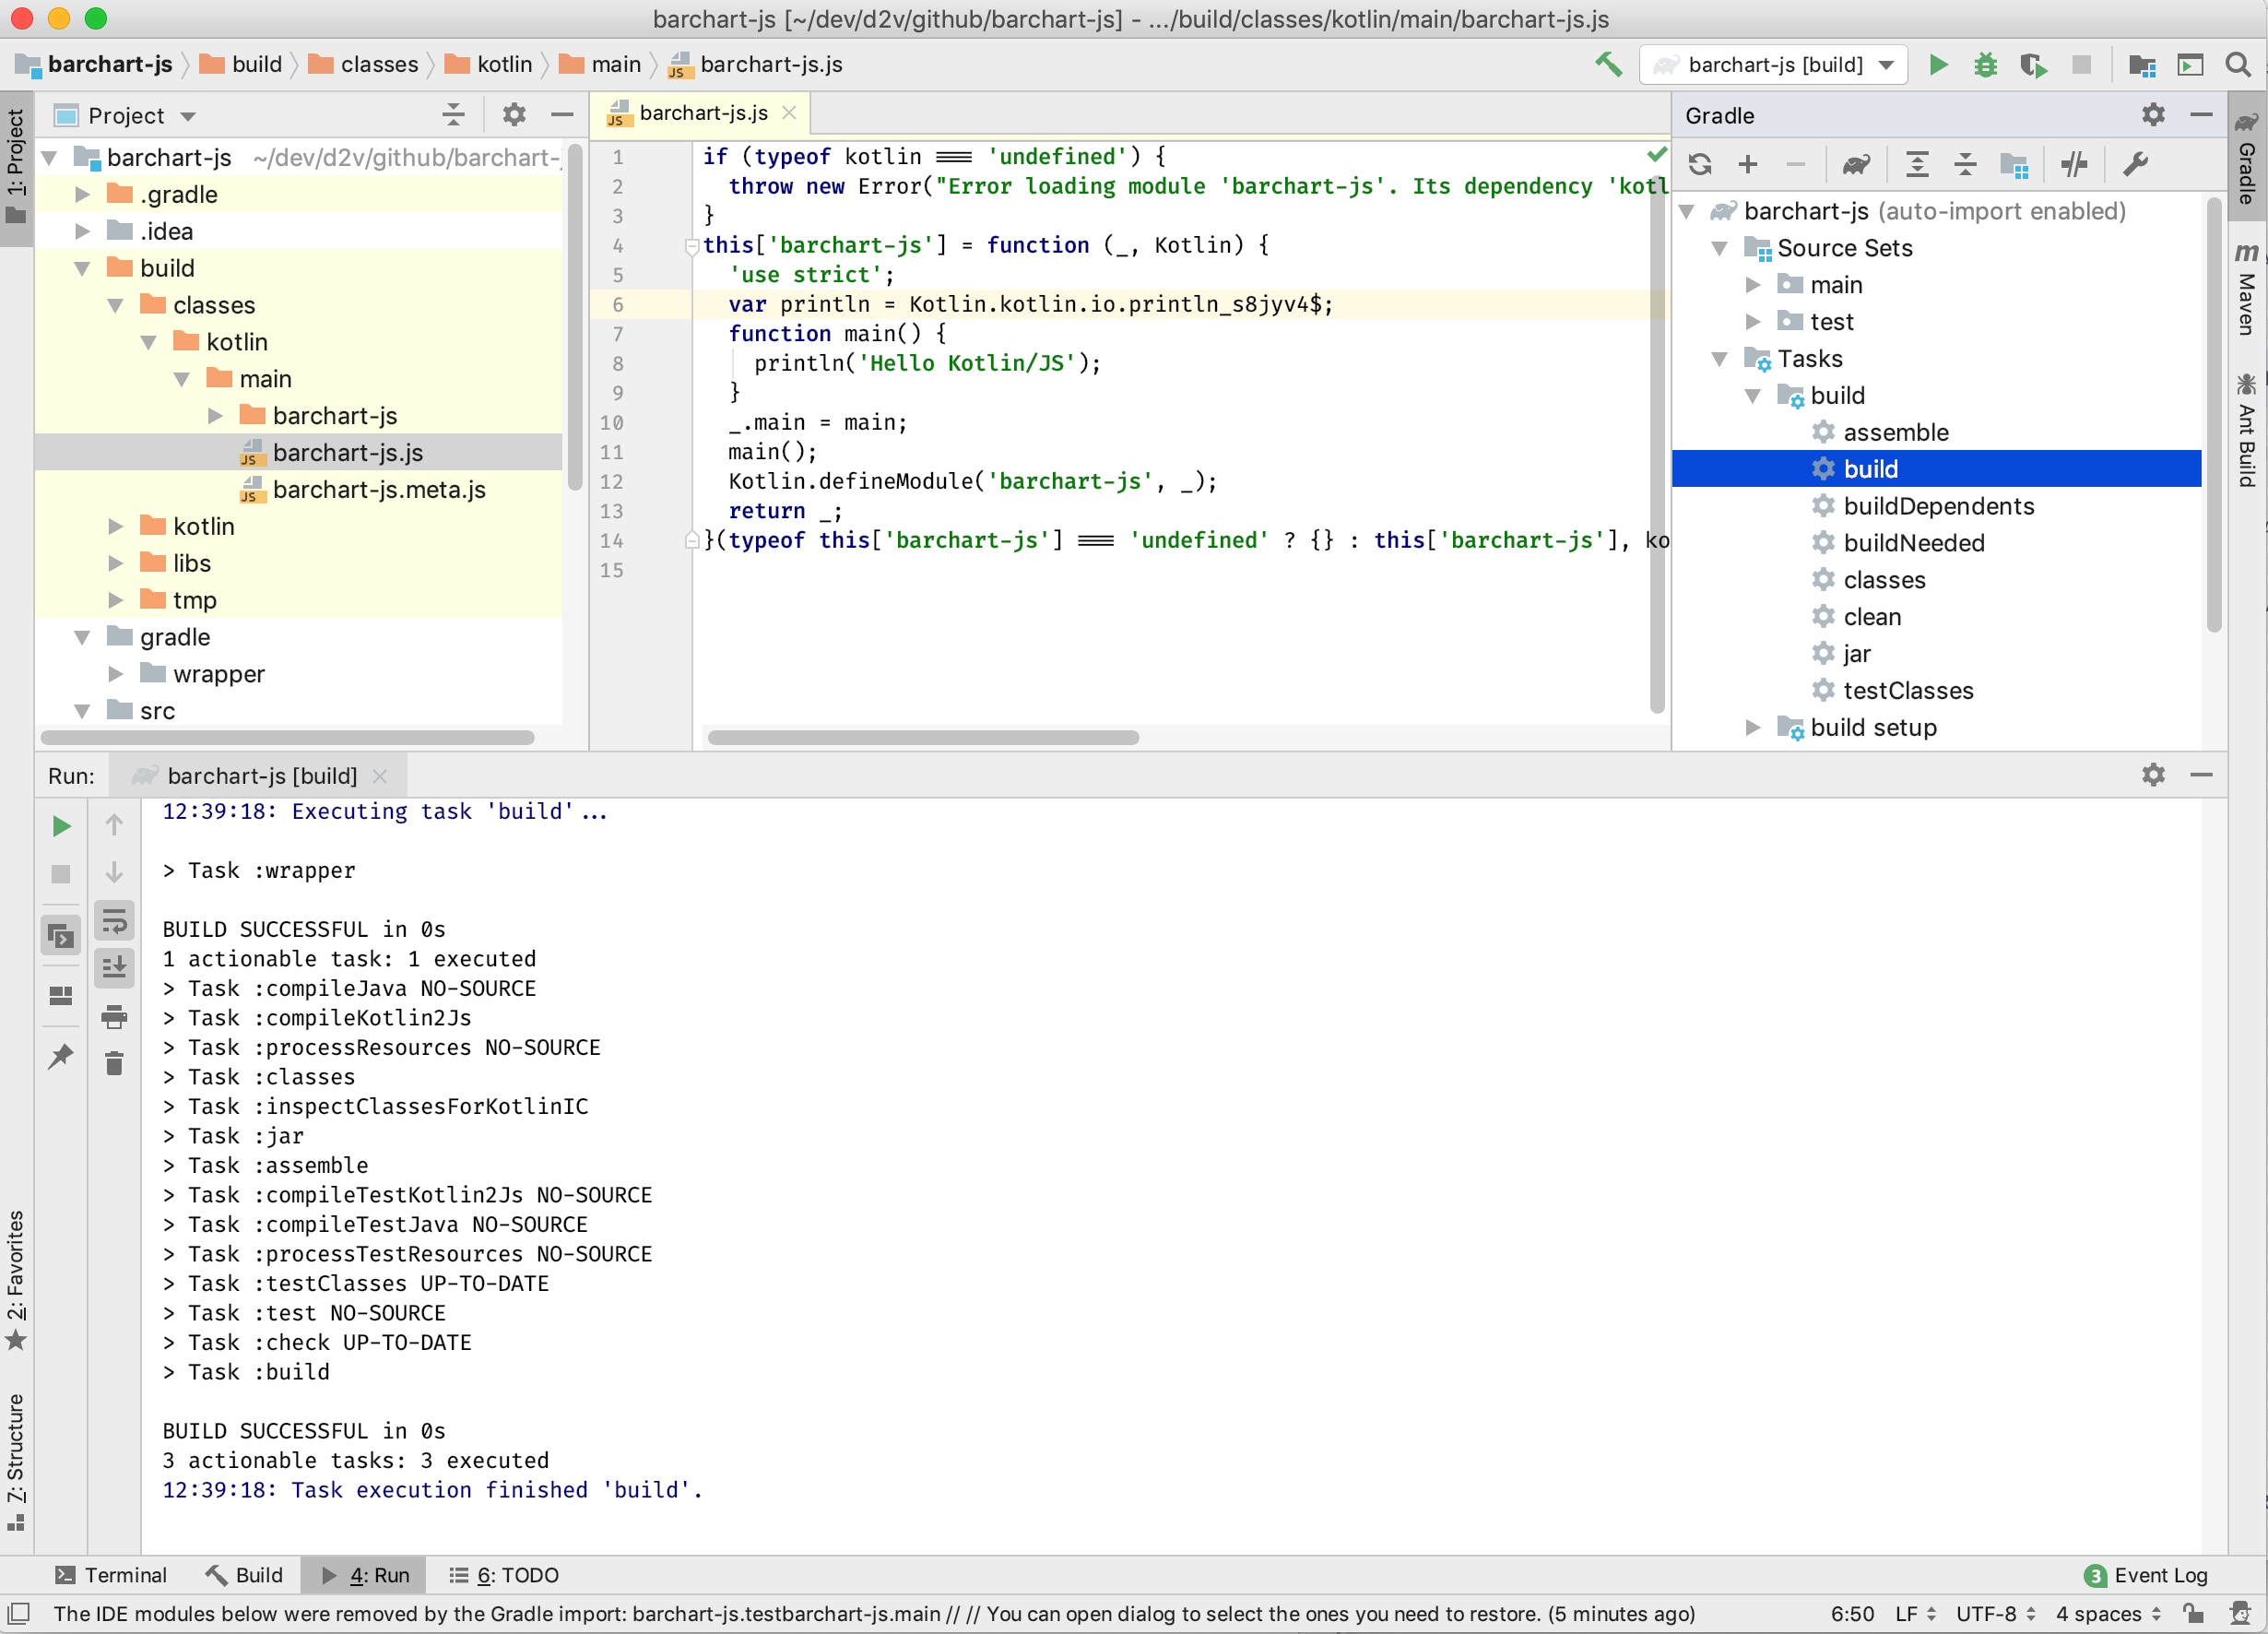 barchart-js [~/dev/d2v/github/barchart-js] - .../build/classes/kotlin/main/barchart-js.js
barchart-js build classes kotlin main barchart-js.js
barchart-js [build]
1: Project
2: Favorites
7: Structure
Project
barchart-js ~/dev/d2v/github/barchart-
.gradle
.idea
build
classes
kotlin
main
barchart-js
barchart-js.js
barchart-js.meta.js
kotlin
libs
tmp
gradle
wrapper
src
barchart-js.js
1 if (typeof kotlin === 'undefined') {
2 throw new Error("Error loading module 'barchart-js'. Its dependency 'kotl
3 }
4 this['barchart-js'] = function (_, Kotlin) {
5 'use strict';
6 var println = Kotlin.kotlin.io.println_s8jyv4$;
7 function main() {
8 println('Hello Kotlin/JS');
9 }
10 _.main = main;
11 main();
12 Kotlin.defineModule('barchart-js', _);
13 return _;
14 }(typeof this['barchart-js'] === 'undefined' ? {} : this['barchart-js'], ko
15
Gradle
barchart-js (auto-import enabled)
Source Sets
main
test
Tasks
build
assemble
build
buildDependents
buildNeeded
classes
clean
jar
testClasses
build setup
Gradle
m Maven
Ant Build
Run: barchart-js [build]
12:39:18: Executing task 'build'...
> Task :wrapper
BUILD SUCCESSFUL in 0s
1 actionable task: 1 executed
> Task :compileJava NO-SOURCE
> Task :compileKotlin2Js
> Task :processResources NO-SOURCE
> Task :classes
> Task :inspectClassesForKotlinIC
> Task :jar
> Task :assemble
> Task :compileTestKotlin2Js NO-SOURCE
> Task :compileTestJava NO-SOURCE
> Task :processTestResources NO-SOURCE
> Task :testClasses UP-TO-DATE
> Task :test NO-SOURCE
> Task :check UP-TO-DATE
> Task :build
BUILD SUCCESSFUL in 0s
3 actionable tasks: 3 executed
12:39:18: Task execution finished 'build'.
Terminal Build 4: Run 6: TODO 3 Event Log
The IDE modules below were removed by the Gradle import: barchart-js.testbarchart-js.main // // You can open dialog to select the ones you need to restore. (5 minutes ago) 6:50 LF UTF-8 4 spaces